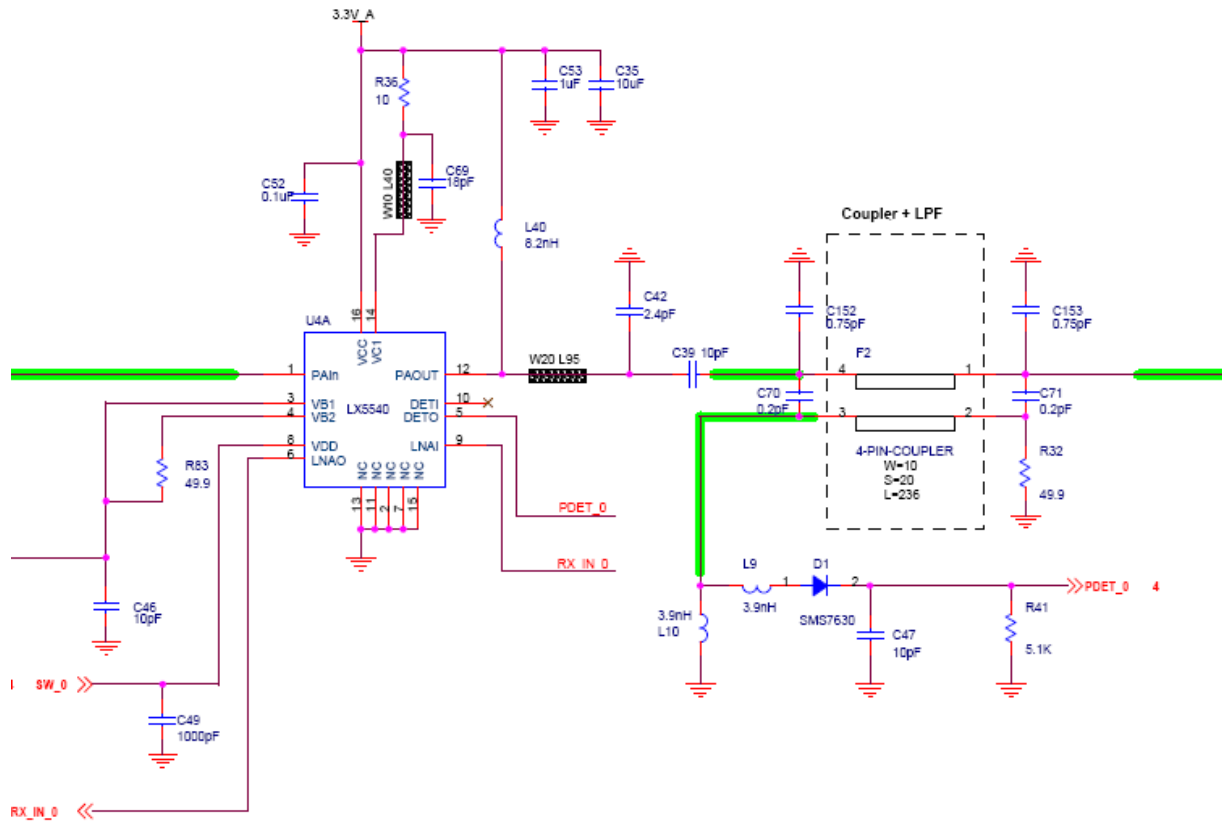 3.3V_A
R36
10
C53
1uF
C35
10uF
C52
0.1uF
W10 L40
C69
18pF
L40
8.2nH
Coupler + LPF
C42
2.4pF
C152
0.75pF
C153
0.75pF
U4A
16
14
VCC
VC1
1
PAIn
PAOUT
12
W20 L95
C39 10pF
F2
4
1
3
VB1
4
VB2
LX5540
DETI
10
DETO
5
C70
0.2pF
3
2
C71
0.2pF
8
VDD
6
LNAO
LNAI
9
R83
49.9
NC
NC
NC
NC
NC
13
11
2
7
15
4-PIN-COUPLER
W=10
S=20
L=236
R32
49.9
PDET_0
RX_IN_0
C46
10pF
L9
3.9nH
1
D1
2
SMS7630
PDET_0 4
3.9nH
L10
C47
10pF
R41
5.1K
SW_0
C49
1000pF
RX_IN_0